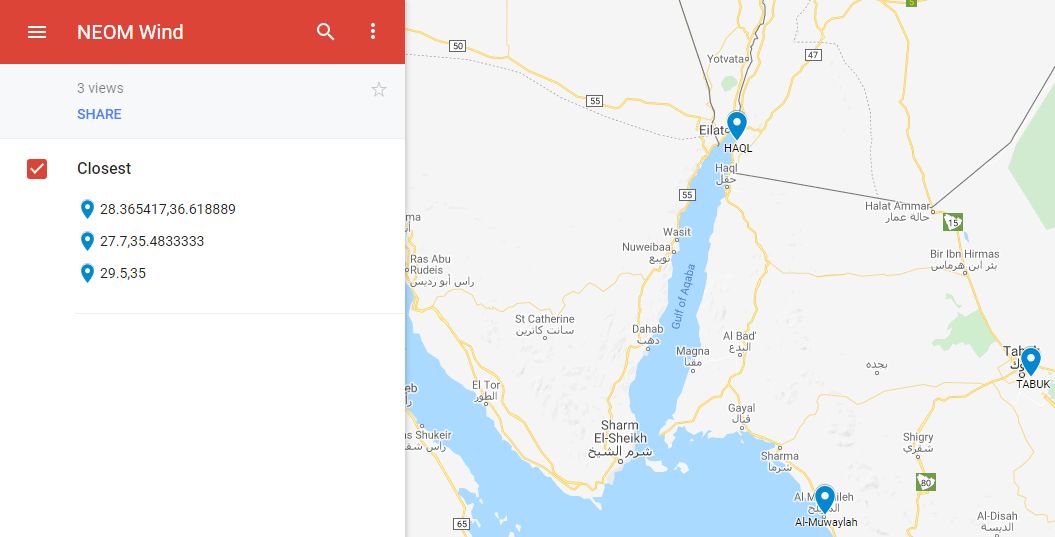 NEOM Wind
3 views
SHARE
Closest
28.365417,36.618889
27.7,35.4833333
29.5,35
5
50
47
Yotvata
55
Eilat
HAQL
Haql
حقل
55
Halat Ammar
حالة عمار
15
Wasit
Nuweibaa
نويبع
Bir Ibn Hirmas
بئر ابن هرماس
Ras Abu
Rudeis
راس أبو رديس
Gulf of Aqaba
St Catherine
سانت كاترين
Dahab
دهب
Al Bad'
البدع
Magna
مقنا
بجده
TABUK
El Tor
الطور
Gayal
قيال
Sharm
El-Sheikh
شرم الشيخ
Shigry
شقري
Sharma
شرما
80
Al-Muwaylah
65
Al-Disah
الديسة